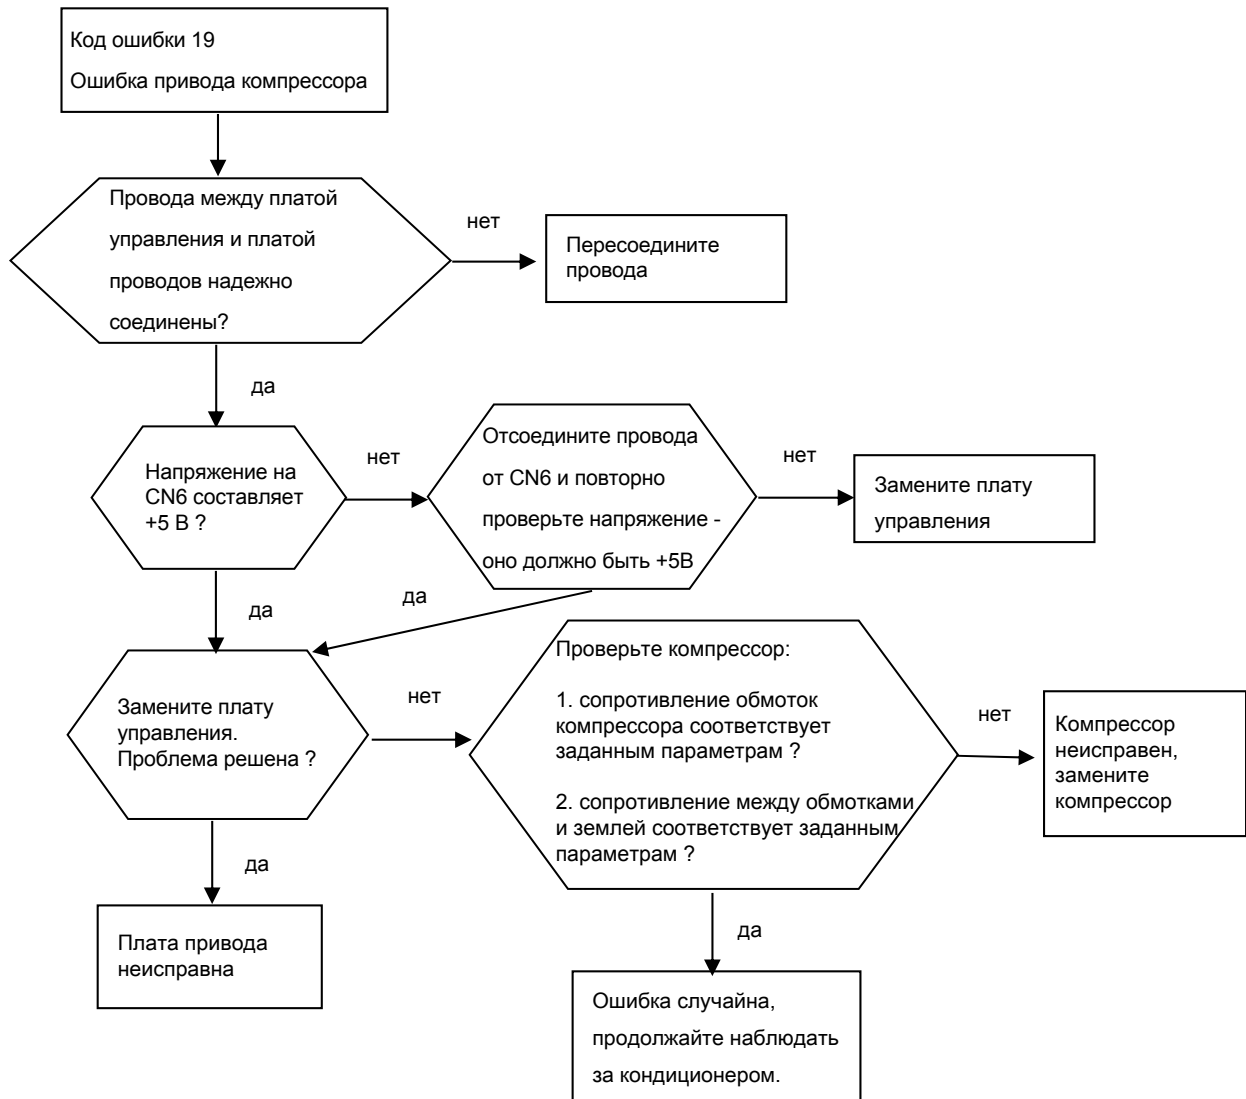 Код ошибки 19
Ошибка привода компрессора
Провода между платой
управления и платой
проводов надежно
соединены?
нет
Пересоедините
провода
да
Напряжение на
CN6 составляет
+5 В ?
нет
Отсоедините провода
от CN6 и повторно
проверьте напряжение -
оно должно быть +5В
нет
Замените плату
управления
да
да
Замените плату
управления.
Проблема решена ?
нет
Проверьте компрессор:
1. сопротивление обмоток
компрессора соответствует
заданным параметрам ?
2. сопротивление между обмотками
и землей соответствует заданным
параметрам ?
нет
Компрессор
неисправен,
замените
компрессор
да
Плата привода
неисправна
да
Ошибка случайна,
продолжайте наблюдать
за кондиционером.